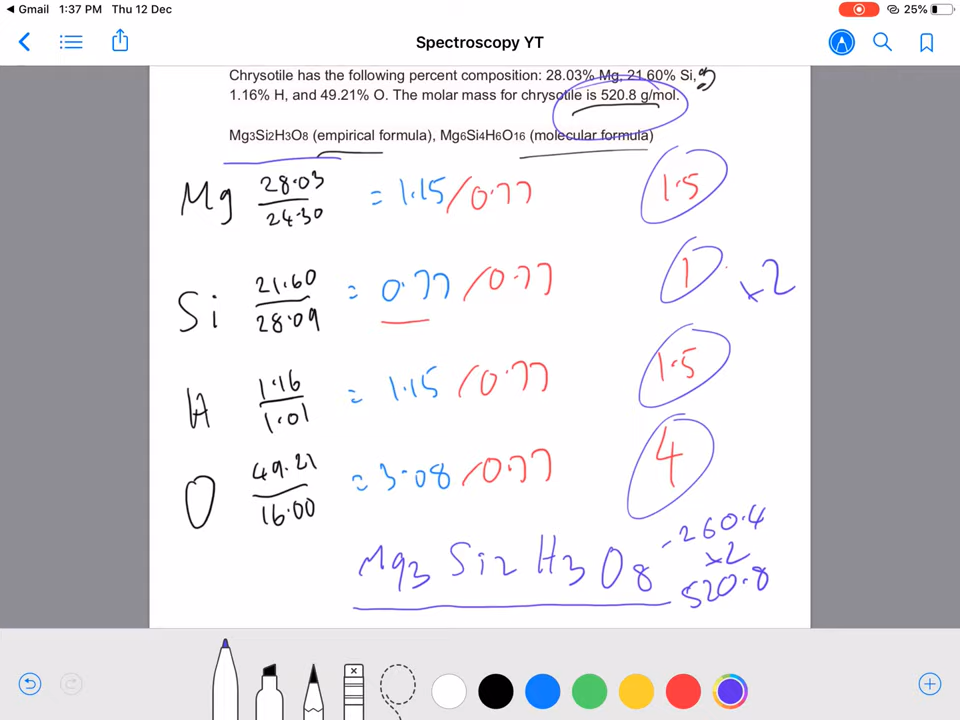 Gmail 1:37 PM Thu 12 Dec 25%
Spectroscopy YT
Chrysotile has the following percent composition: 28.03% Mg, 21.60% Si,
1.16% H, and 49.21% O. The molar mass for chrysotile is 520.8 g/mol.
Mg3Si2H3O8 (empirical formula), Mg6Si4H6O16 (molecular formula)
Mg 28.03/24.30 = 1.15/0.77 1.5
Si 21.60/28.09 = 0.77/0.77 1 x2
H 1.16/1.01 = 1.15/0.77 1.5
O 49.21/16.00 = 3.08/0.77 4
Mg3 Si2 H3 O8 - 260.4
x2
520.8